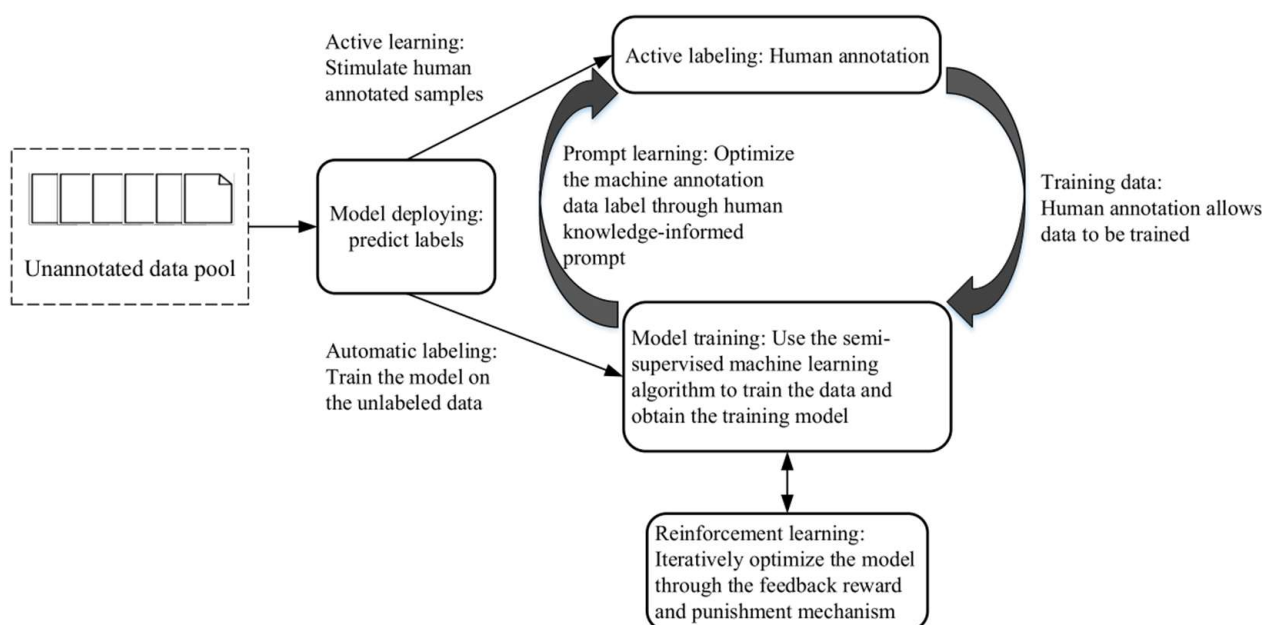 Active learning:
Stimulate human
annotated samples
Active labeling: Human annotation
Unannotated data pool
Model deploying:
predict labels
Prompt learning: Optimize
the machine annotation
data label through human
knowledge-informed
prompt
Training data:
Human annotation allows
data to be trained
Automatic labeling:
Train the model on
the unlabeled data
Model training: Use the semi-
supervised machine learning
algorithm to train the data and
obtain the training model
Reinforcement learning:
Iteratively optimize the model
through the feedback reward
and punishment mechanism